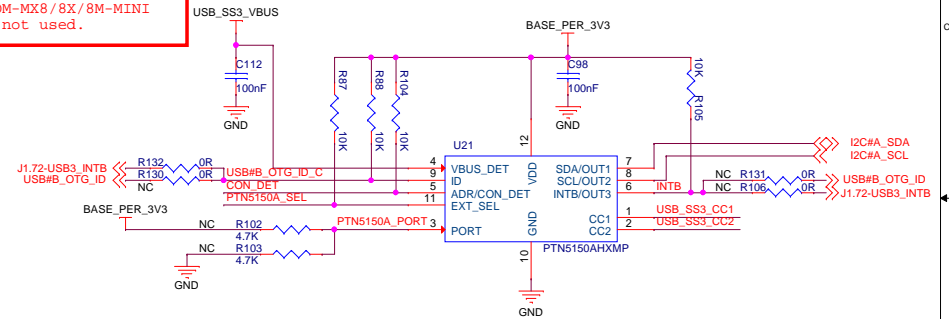 OM-MX8/8X/8M-MINI
not used.
USB_SS3_VBUS
BASE_PER_3V3
C112
100nF
GND
R87
10K
R88
10K
R104
10K
C98
100nF
GND
10K
R105
12
U21
J1.72-USB3_INTB
USB#B_OTG_ID
R132
0R
R130
0R
NC
USB#B_OTG_ID_C
CON_DET
PTN5150A_SEL
4
9
5
11
3
VBUS_DET
ID
ADR/CON_DET
EXT_SEL
PORT
VDD
GND
SDA/OUT1
SCL/OUT2
INTB/OUT3
CC1
CC2
7
8
6
1
2
I2C#A_SDA
I2C#A_SCL
INTB
NC
R131
0R
NC
R106
0R
USB#B_OTG_ID
J1.72-USB3_INTB
USB_SS3_CC1
USB_SS3_CC2
BASE_PER_3V3
NC
R102
4.7K
NC
R103
4.7K
PTN5150A_PORT
GND
PTN5150AHXMP
10
GND